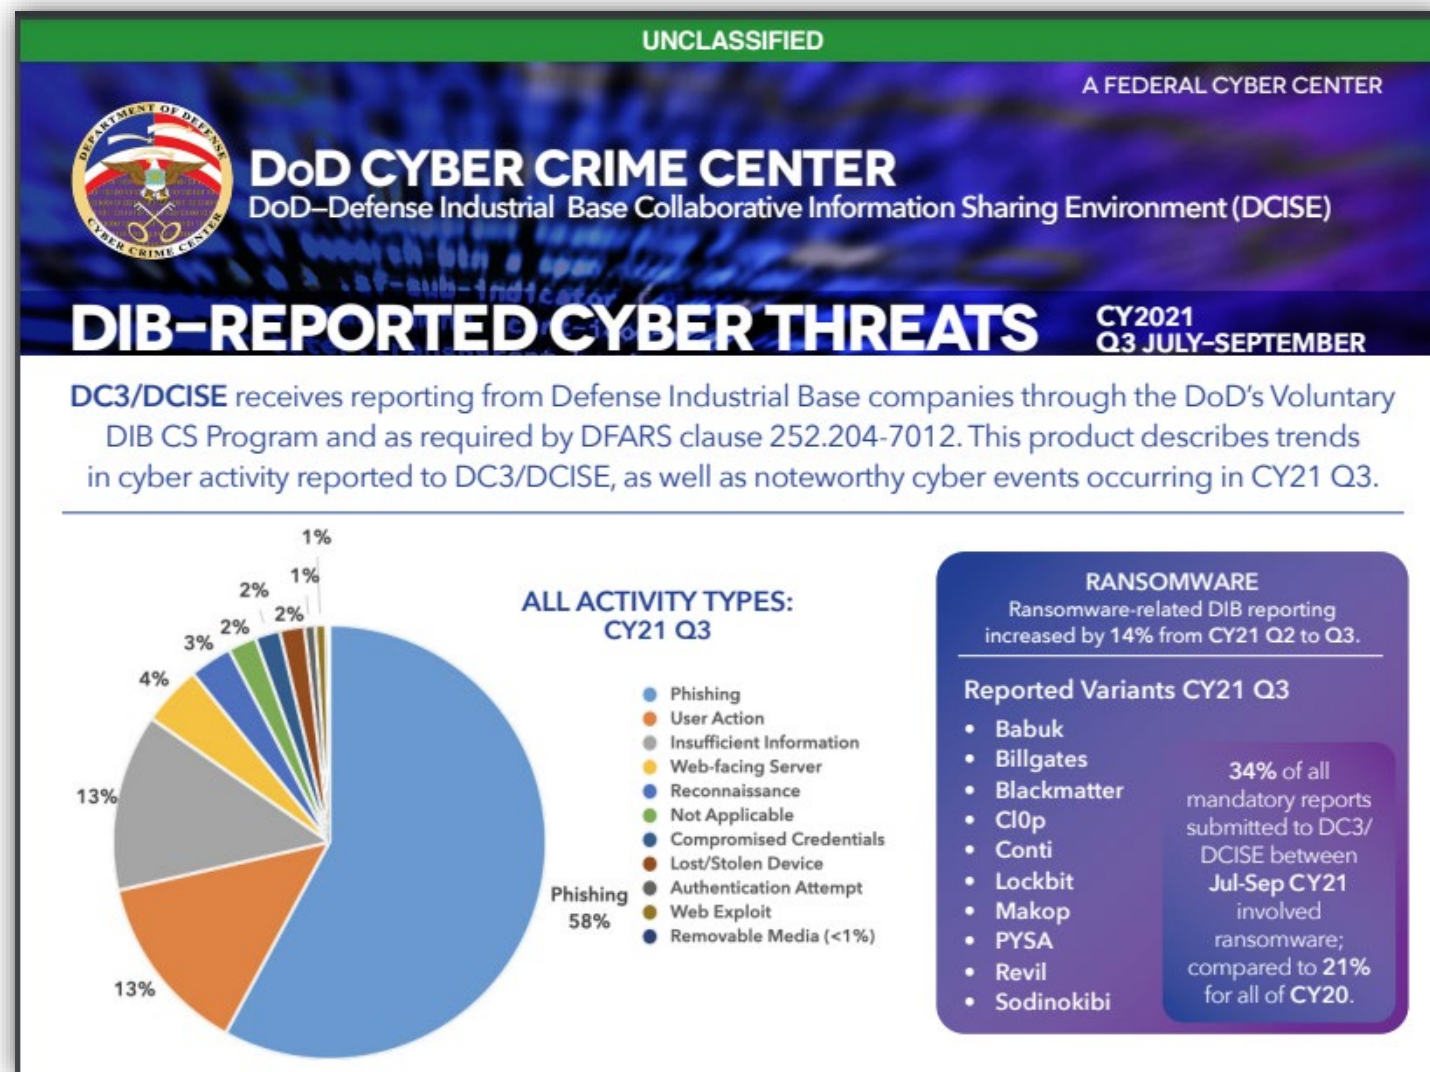 UNCLASSIFIED
A FEDERAL CYBER CENTER
DEPARTMENT OF DEFENSE
CYBER CRIME CENTER
DoD CYBER CRIME CENTER
DoD–Defense Industrial Base Collaborative Information Sharing Environment (DCISE)
DIB–REPORTED CYBER THREATS
CY2021
Q3 JULY–SEPTEMBER
DC3/DCISE receives reporting from Defense Industrial Base companies through the DoD's Voluntary
DIB CS Program and as required by DFARS clause 252.204-7012. This product describes trends
in cyber activity reported to DC3/DCISE, as well as noteworthy cyber events occurring in CY21 Q3.
1%
1%
2%
2%
2%
3%
4%
13%
13%
Phishing
58%
ALL ACTIVITY TYPES:
CY21 Q3
Phishing
User Action
Insufficient Information
Web-facing Server
Reconnaissance
Not Applicable
Compromised Credentials
Lost/Stolen Device
Authentication Attempt
Web Exploit
Removable Media (<1%)
RANSOMWARE
Ransomware-related DIB reporting
increased by 14% from CY21 Q2 to Q3.
Reported Variants CY21 Q3
• Babuk
• Billgates
• Blackmatter
• Cl0p
• Conti
• Lockbit
• Makop
• PYSA
• Revil
• Sodinokibi
34% of all
mandatory reports
submitted to DC3/
DCISE between
Jul-Sep CY21
involved
ransomware;
compared to 21%
for all of CY20.